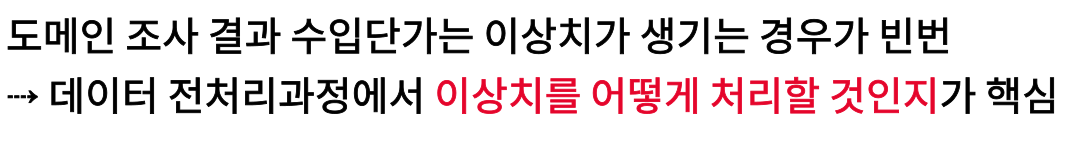 도메인 조사 결과 수입단가는 이상치가 생기는 경우가 빈번
⤑ 데이터 전처리과정에서 이상치를 어떻게 처리할 것인지가 핵심